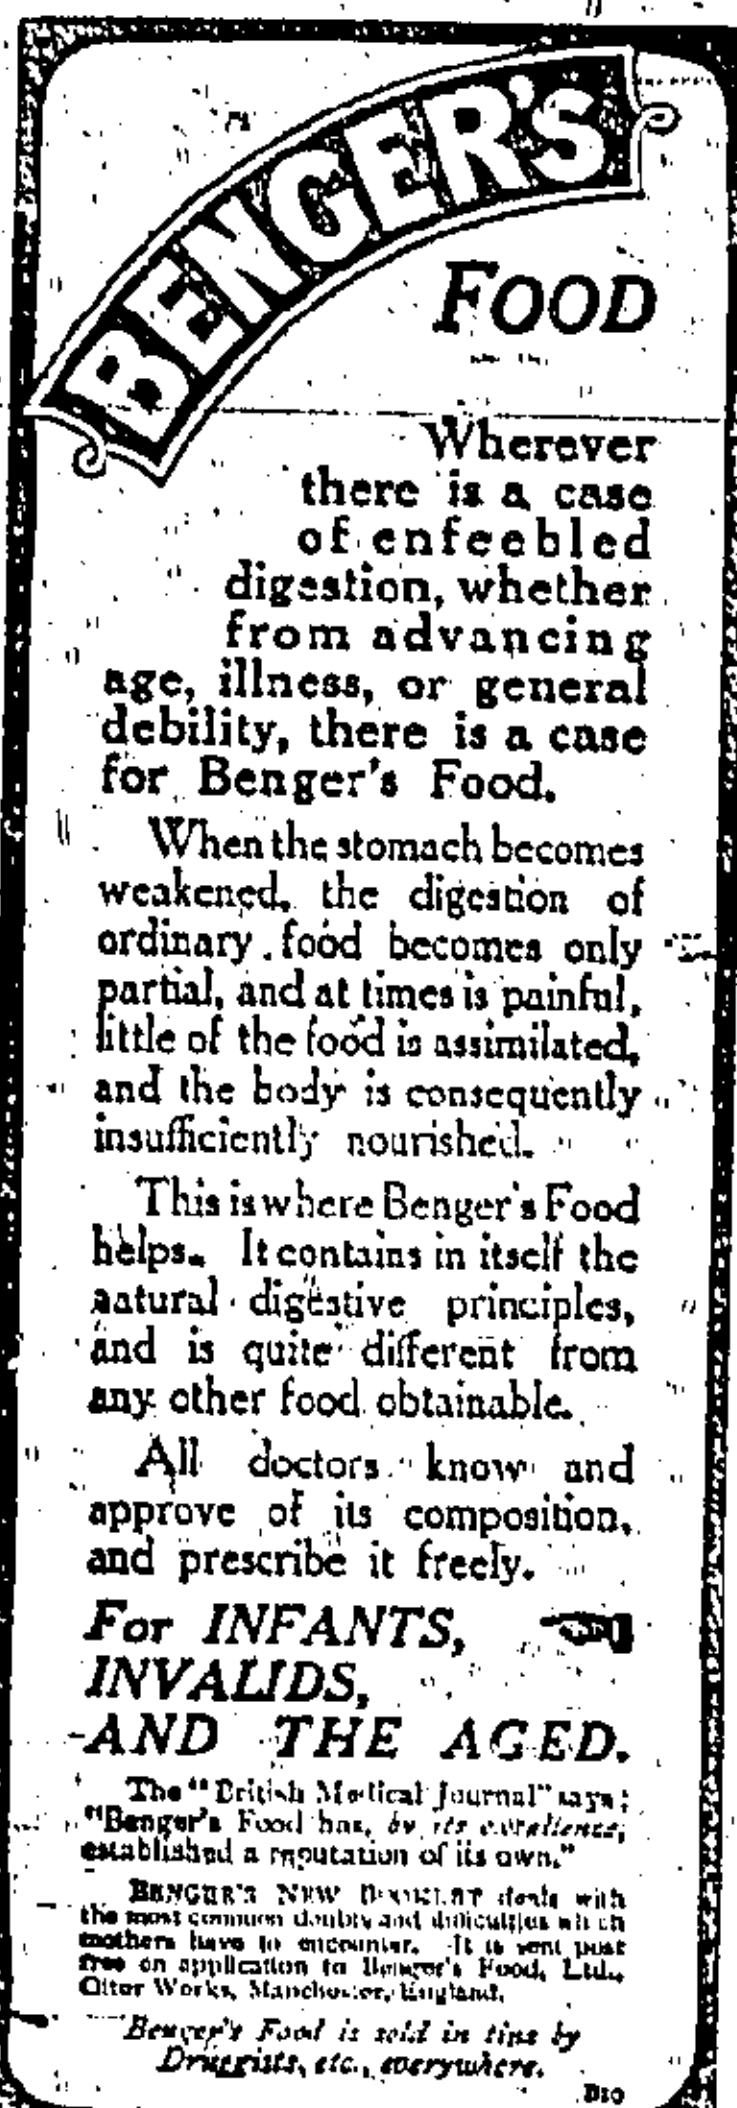 BENGER'S
FOOD
Wherever
there is a case
of enfeebled
digestion, whether
from advancing
age, illness, or general
debility, there is a case
for Benger's Food.
When the stomach becomes
weakened, the digestion of
ordinary food becomes only
partial, and at times is painful,
little of the food is assimilated,
and the body is consequently
insufficiently nourished.
This is where Benger's Food
helps. It contains in itself the
natural digestive principles,
and is quite different from
any other food obtainable.
All doctors know and
approve of its composition,
and prescribe it freely.
For INFANTS,
INVALIDS,
AND THE AGED.
The "British Medical Journal" says:
"Benger's Food has, by its excellence,
established a reputation of its own."
BENGER'S NEW BOOKLET deals with
the most common doubts and difficulties which
mothers have to encounter. It is sent post
free on application to Benger's Food, Ltd.,
Otter Works, Manchester, England.
Benger's Food is sold in tins by
Druggists, etc., everywhere.
B10